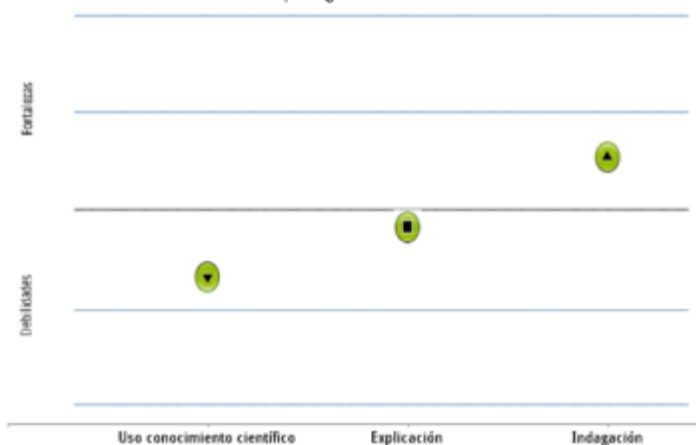 Fortalezas
Debilidades
Uso conocimiento científico
Explicación
Indagación